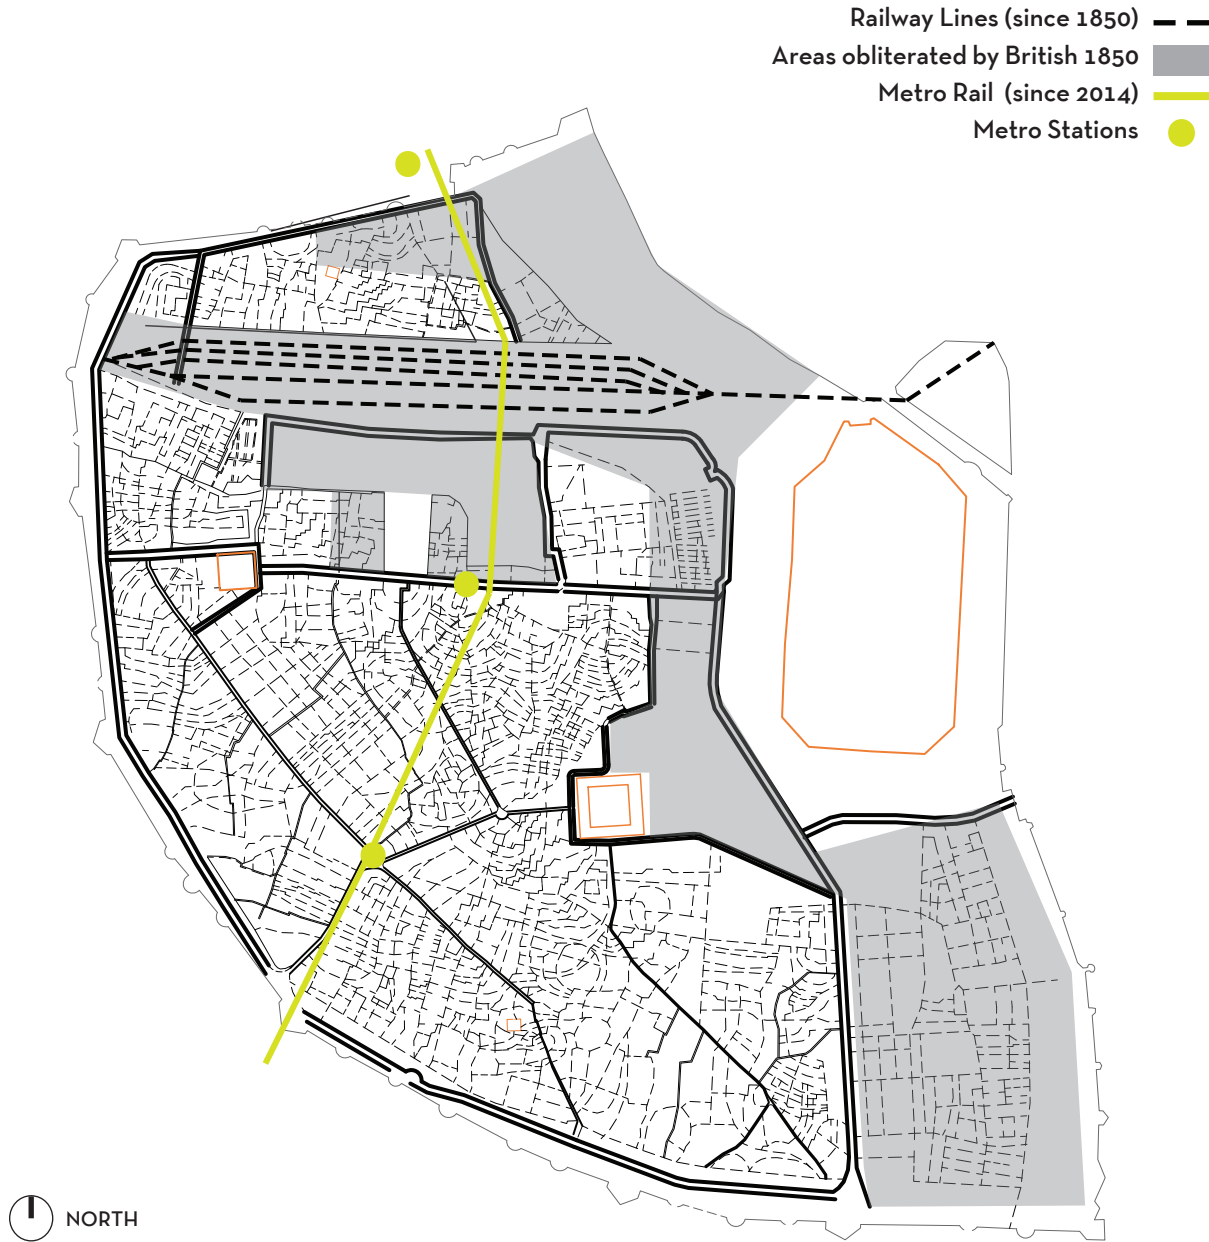 Railway Lines (since 1850)
Areas obliterated by British 1850
Metro Rail (since 2014)
Metro Stations
NORTH